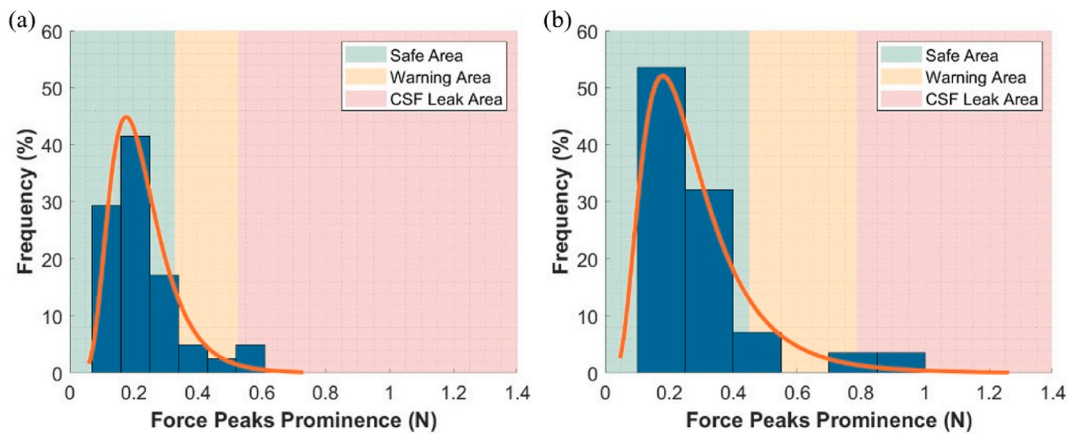 (a)
60
50
40
30
20
10
0
Frequency (%)
Safe Area
Warning Area
CSF Leak Area
0 0.2 0.4 0.6 0.8 1 1.2 1.4
Force Peaks Prominence (N)
(b)
60
50
40
30
20
10
0
Frequency (%)
Safe Area
Warning Area
CSF Leak Area
0 0.2 0.4 0.6 0.8 1 1.2 1.4
Force Peaks Prominence (N)